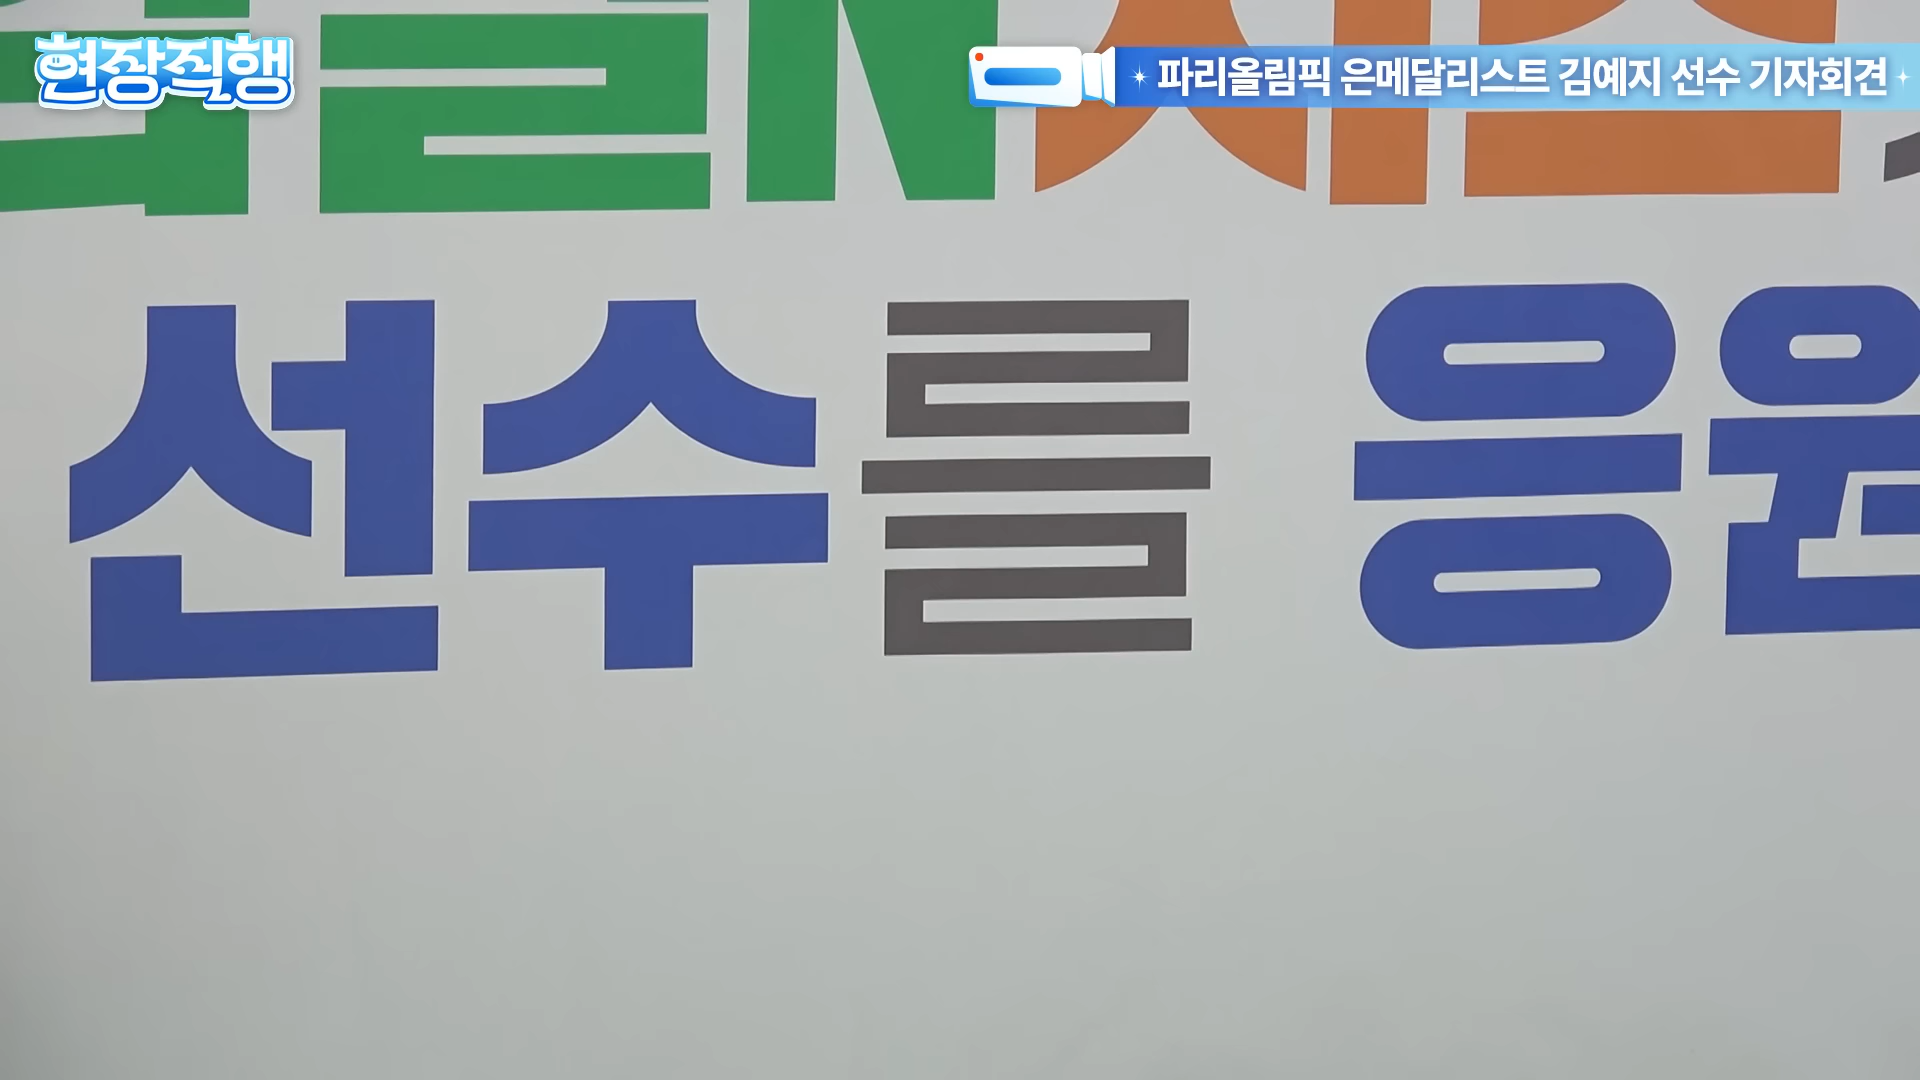 현장직행
파리올림픽 은메달리스트 김예지 선수 기자회견
선수를 응원